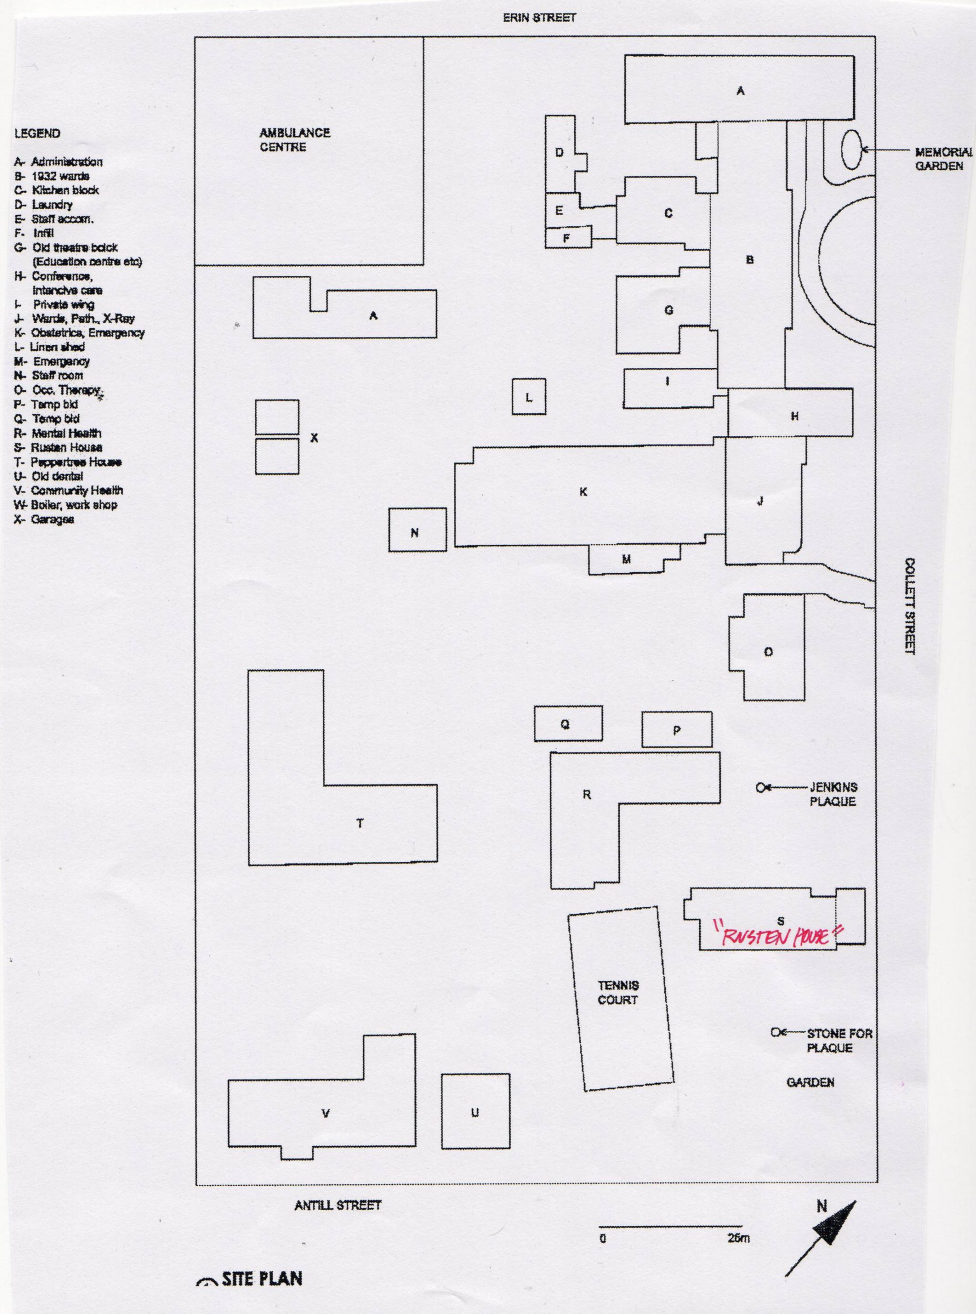 ERIN STREET
LEGEND
A- Administration
B- 1932 wards
C- Kitchen block
D- Laundry
E- Staff accom.
F- Infill
G- Old theatre bolck
(Education centre etc)
H- Conference,
Intancive care
I- Private wing
J- Wards, Path., X-Ray
K- Obstetrics, Emergency
L- Linen shed
M- Emergency
N- Staff room
O- Occ. Therapy
P- Temp bld
Q- Temp bld
R- Mental Health
S- Rusten House
T- Peppertree House
U- Old dental
V- Community Health
W- Boiler, work shop
X- Garages
AMBULANCE
CENTRE
A
D
MEMORIAL
GARDEN
E
C
F
B
G
A
I
L
H
X
K
J
N
M
COLLETT STREET
O
Q
P
R
JENKINS
PLAQUE
T
S
"RUSTEN HOUSE"
TENNIS
COURT
STONE FOR
PLAQUE
GARDEN
V
U
ANTILL STREET
N
0 25m
SITE PLAN